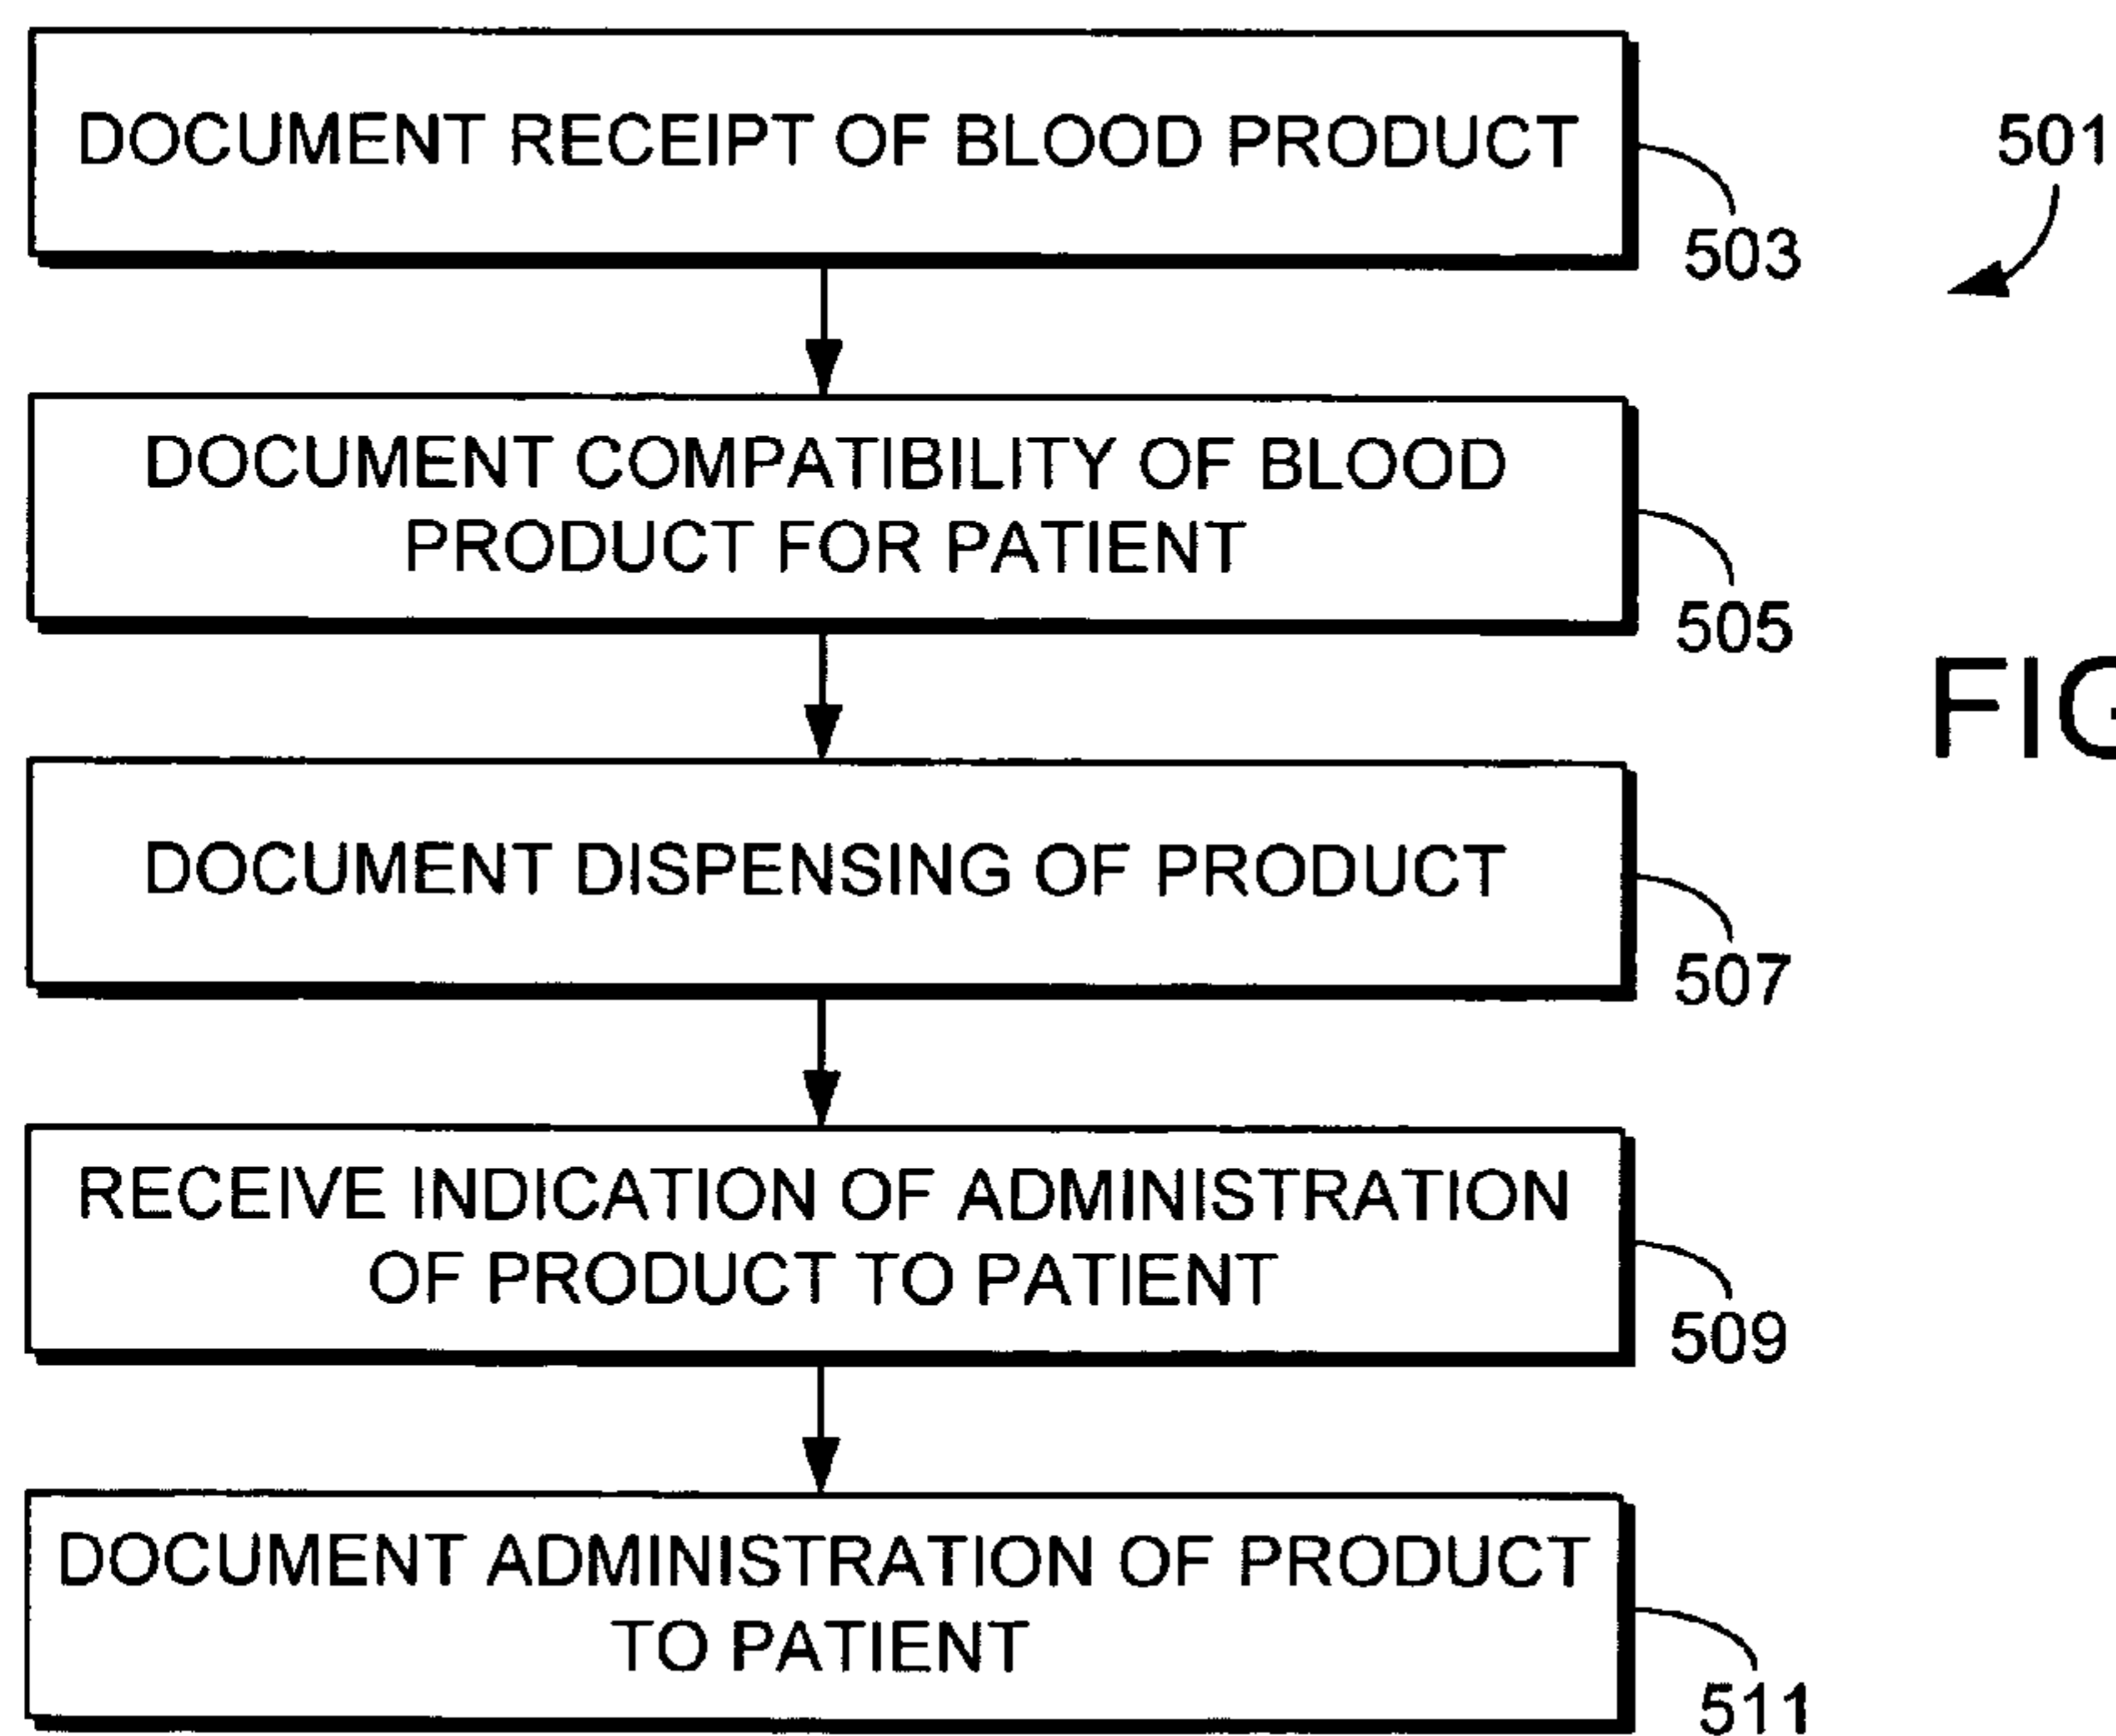 DOCUMENT RECEIPT OF BLOOD PRODUCT
501
503
DOCUMENT COMPATIBILITY OF BLOOD
PRODUCT FOR PATIENT
505
FIG
DOCUMENT DISPENSING OF PRODUCT
507
RECEIVE INDICATION OF ADMINISTRATION
OF PRODUCT TO PATIENT
509
DOCUMENT ADMINISTRATION OF PRODUCT
TO PATIENT
511